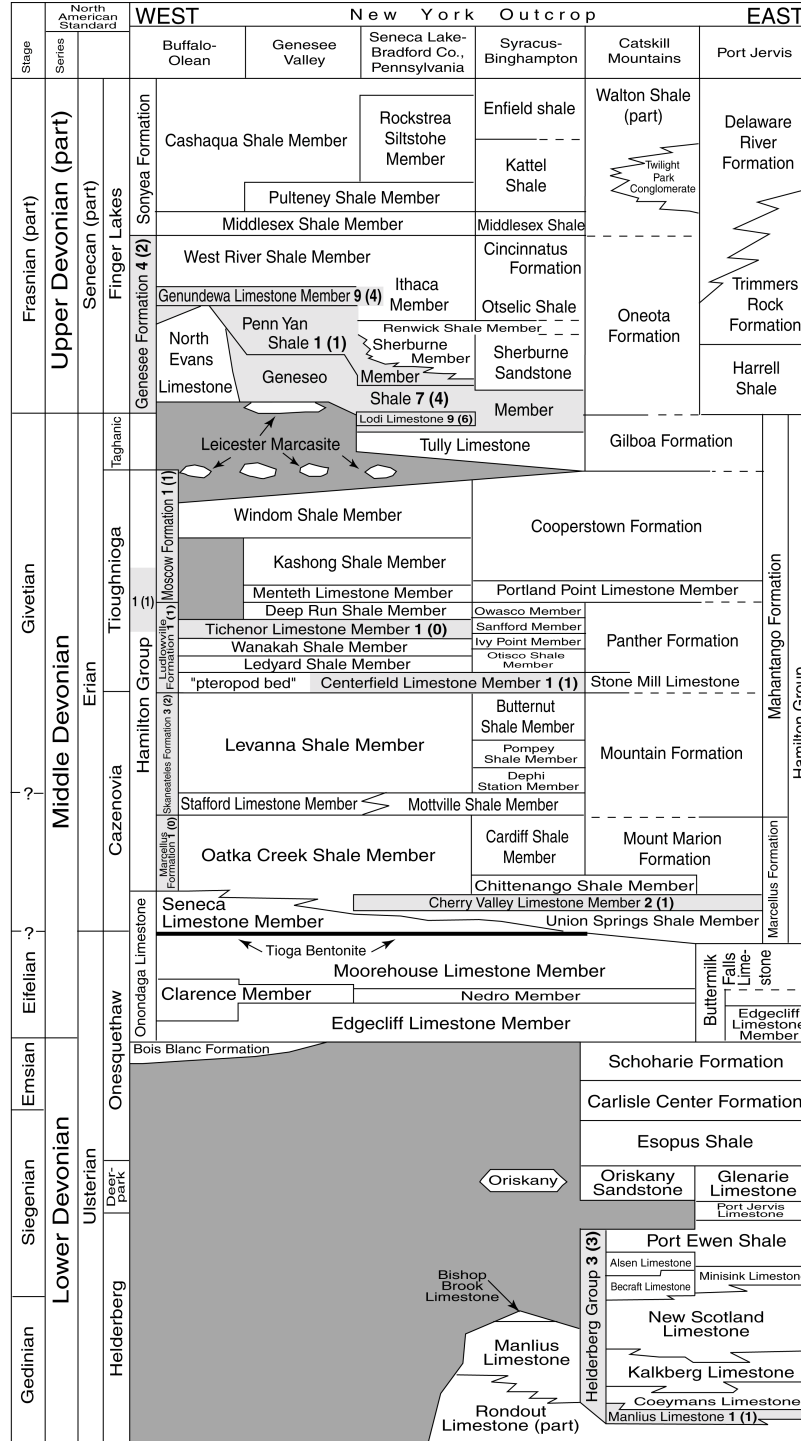 North
American
Standard
WEST
New York Outcrop
EAST
Stage
Series
Buffalo-
Olean
Genesee
Valley
Seneca Lake-
Bradford Co.,
Pennsylvania
Syracus-
Binghampton
Catskill
Mountains
Port Jervis
Frasnian (part)
Upper Devonian (part)
Senecan (part)
Finger Lakes
Sonyea Formation
Cashaqua Shale Member
Rockstrea
Siltstohe
Member
Enfield shale
Kattel
Shale
Walton Shale
(part)
Twilight
Park
Conglomerate
Delaware
River
Formation
Pulteney Shale Member
Middlesex Shale Member
Middlesex Shale
Genesee Formation 4 (2)
West River Shale Member
Cincinnatus
Formation
Genundewa Limestone Member 9 (4)
Ithaca
Member
Otselic Shale
Oneota
Formation
Trimmers
Rock
Formation
North
Evans
Limestone
Penn Yan
Shale 1 (1)
Renwick Shale Member
Sherburne
Member
Sherburne
Sandstone
Geneseo
Member
Shale 7 (4)
Member
Harrell
Shale
Lodi Limestone 9 (6)
Taghanic
Leicester Marcasite
Tully Limestone
Gilboa Formation
Givetian
Middle Devonian
Erian
Tioughnioga
1 (1)
Hamilton Group
Moscow Formation 1 (1)
Windom Shale Member
Cooperstown Formation
Kashong Shale Member
Menteth Limestone Member
Portland Point Limestone Member
Ludlowville
Formation 1 (1)
Deep Run Shale Member
Owasco Member
Tichenor Limestone Member 1 (0)
Sanfford Member
Wanakah Shale Member
Ivy Point Member
Ledyard Shale Member
Otisco Shale
Member
Panther Formation
"pteropod bed"
Centerfield Limestone Member 1 (1)
Stone Mill Limestone
Mahantango Formation
Hamilton Group
Cazenovia
Skaneateles Formation 3 (2)
Levanna Shale Member
Butternut
Shale Member
Pompey
Shale Member
Dephi
Station Member
Mountain Formation
Stafford Limestone Member
Mottville Shale Member
-?-
Marcellus
Formation 1 (0)
Oatka Creek Shale Member
Cardiff Shale
Member
Mount Marion
Formation
Marcellus Formation
Chittenango Shale Member
Cherry Valley Limestone Member 2 (1)
Seneca
Limestone Member
Union Springs Shale Member
-?-
Tioga Bentonite
Eifelian
Onesquethaw
Onondaga Limestone
Moorehouse Limestone Member
Clarence Member
Nedro Member
Edgecliff Limestone Member
Buttermilk
Falls
Lime-
stone
Edgecliff
Limestone
Member
Emsian
Lower Devonian
Ulsterian
Bois Blanc Formation
Schoharie Formation
Carlisle Center Formation
Esopus Shale
Siegenian
Deer-
park
Oriskany
Oriskany
Sandstone
Glenarie
Limestone
Port Jervis
Limestone
Gedinian
Helderberg
Helderberg Group 3 (3)
Port Ewen Shale
Alsen Limestone
Becraft Limestone
Minisink Limestone
Bishop
Brook
Limestone
New Scotland
Limestone
Manlius
Limestone
Kalkberg Limestone
Coeymans Limestone
Rondout
Limestone (part)
Manlius Limestone 1 (1)